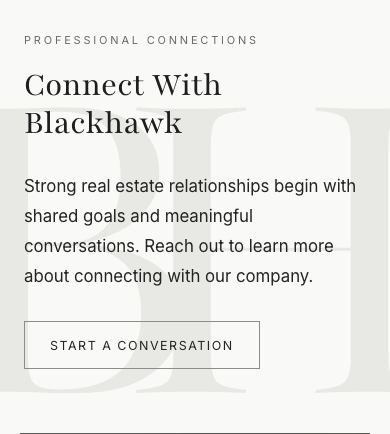 PROFESSIONAL CONNECTIONS
Connect With
Blackhawk
Strong real estate relationships begin with
shared goals and meaningful
conversations. Reach out to learn more
about connecting with our company.
START A CONVERSATION
BH